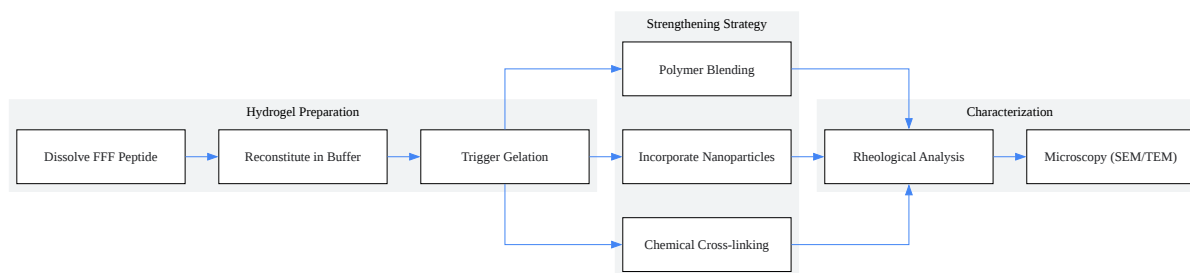 Strengthening Strategy
Polymer Blending
Hydrogel Preparation
Characterization
Dissolve FFF Peptide
Reconstitute in Buffer
Trigger Gelation
Incorporate Nanoparticles
Rheological Analysis
Microscopy (SEM/TEM)
Chemical Cross-linking